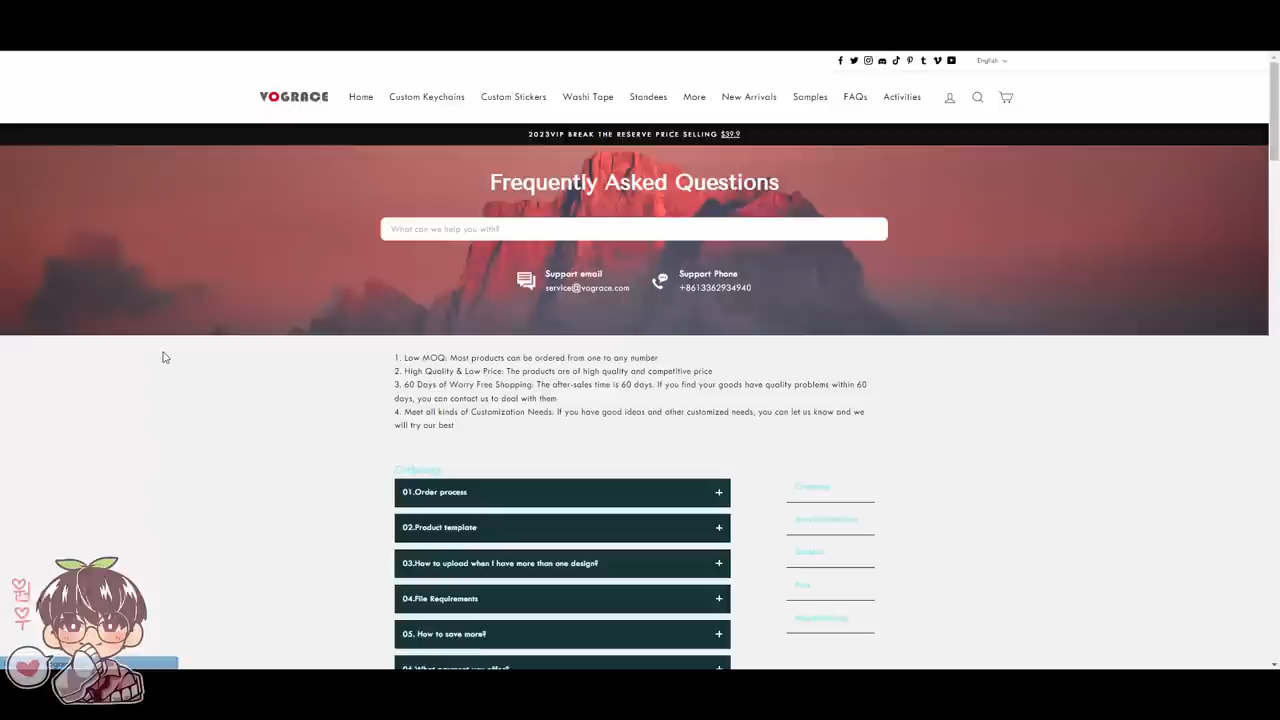 English
VOGRACE
Home Custom Keychains Custom Stickers Washi Tape Standees More New Arrivals Samples FAQs Activities
2023VIP BREAK THE RESERVE PRICE SELLING $39.9
Frequently Asked Questions
What can we help you with?
Support email
service@vograce.com
Support Phone
+8613362934940
1. Low MOQ: Most products can be ordered from one to any number
2. High Quality & Low Price: The products are of high quality and competitive price
3. 60 Days of Worry Free Shopping: The after-sales time is 60 days. If you find your goods have quality problems within 60
days, you can contact us to deal with them
4. Meet all kinds of Customization Needs: If you have good ideas and other customized needs, you can let us know and we
will try our best
01.Order process
02.Product template
03.How to upload when I have more than one design?
04.File Requirements
05. How to save more?
06.What payment you offer?